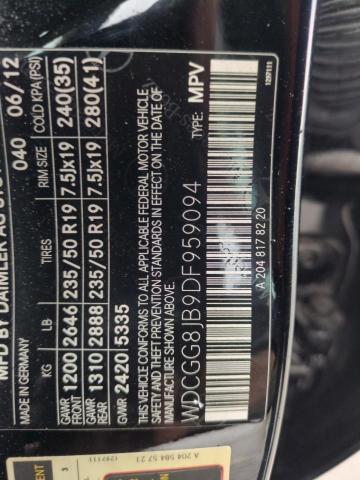 MFD BY DAIMLER AG
GERMANY 040 06/12
KG LB TIRES RIM SIZE COLD KPA (PSI)
GAWR FRONT 1200 2646 235/50 R19 7.5Jx19 240(35)
GAWR REAR 1310 2888 235/50 R19 7.5Jx19 280(41)
GVWR 2420 5335
THIS VEHICLE CONFORMS TO ALL APPLICABLE FEDERAL MOTOR VEHICLE
SAFETY, BUMPER
AND THEFT PREVENTION STANDARDS IN EFFECT ON THE DATE OF
MANUFACTURE SHOWN ABOVE.
WDCGG8JB9DF959094 TYPE: MPV
A 204 817 82 20
1297111
A 204 584 57 21
3